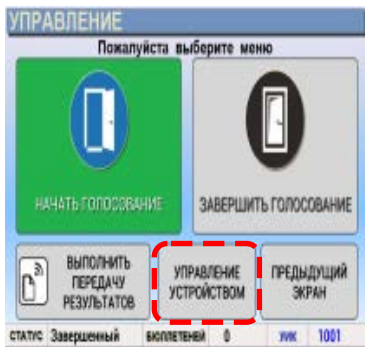 УПРАВЛЕНИЕ
Пожалуйста выберите меню
НАЧАТЬ ГОЛОСОВАНИЕ
ЗАВЕРШИТЬ ГОЛОСОВАНИЕ
ВЫПОЛНИТЬ
ПЕРЕДАЧУ
РЕЗУЛЬТАТОВ
УПРАВЛЕНИЕ
УСТРОЙСТВОМ
ПРЕДЫДУЩИЙ
ЭКРАН
СТАТУС Завершенный БЮЛЛЕТЕНЕЙ 0 УИК 1001